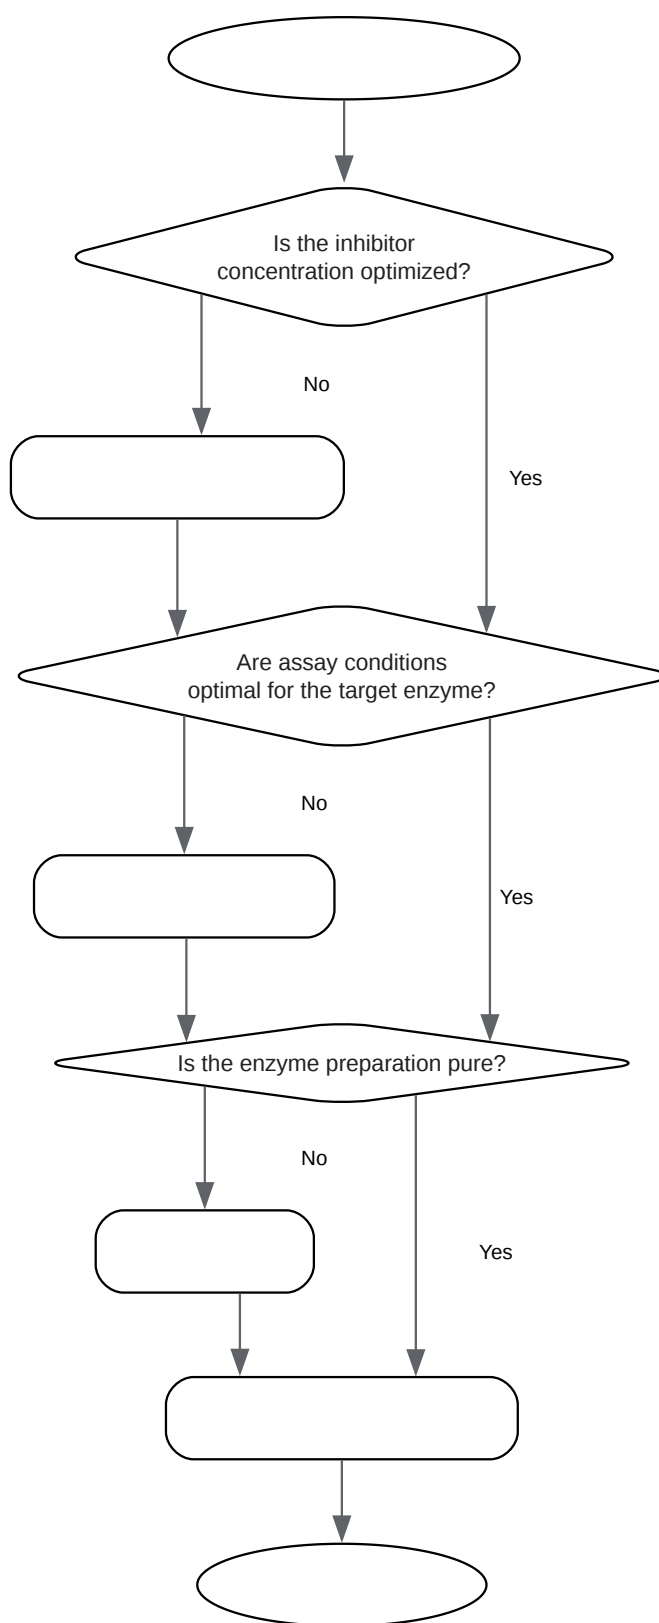 Is the inhibitor
concentration optimized?
No
Yes
Are assay conditions
optimal for the target enzyme?
No
Yes
Is the enzyme preparation pure?
No
Yes